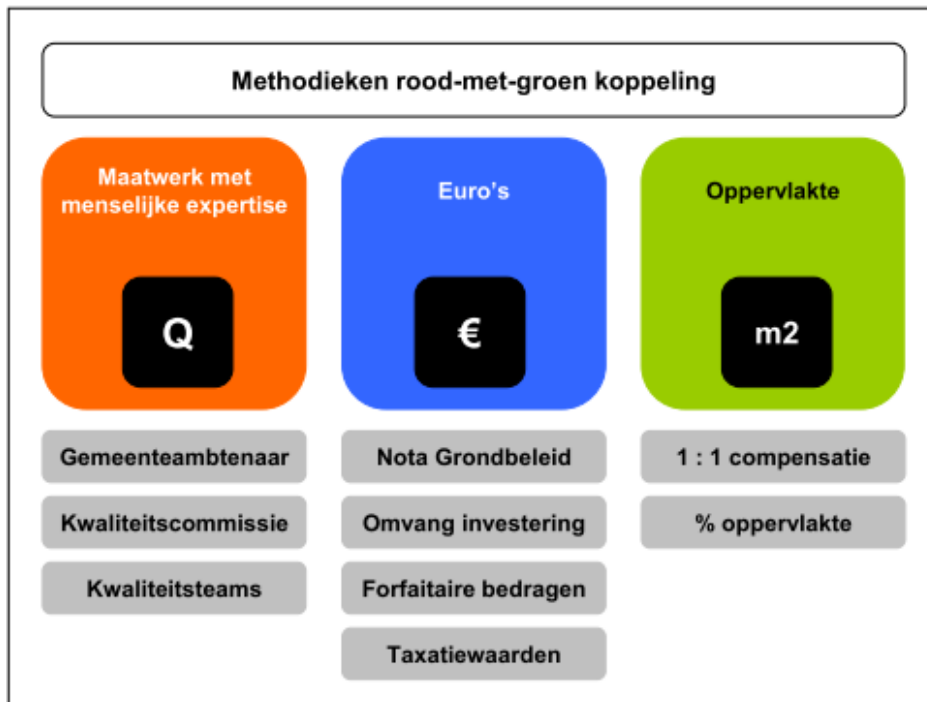 Methodieken rood-met-groen koppeling
Maatwerk met
menselijke expertise
Q
Gemeenteambtenaar
Kwaliteitscommissie
Kwaliteitsteams
Euro's
€
Nota Grondbeleid
Omvang investering
Forfaitaire bedragen
Taxatiewaarden
Oppervlakte
m2
1 : 1 compensatie
% oppervlakte